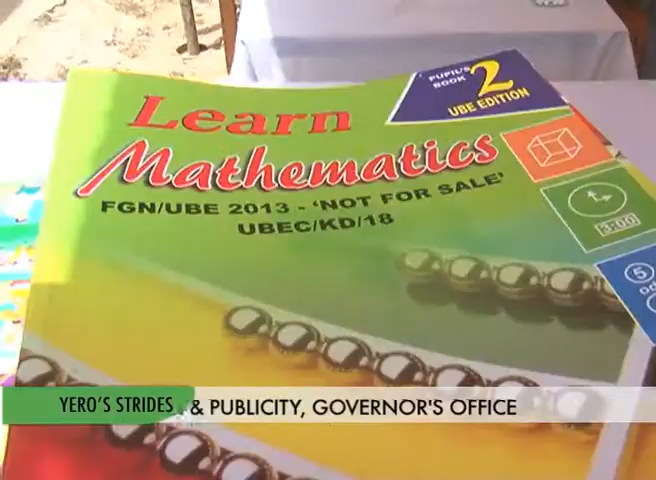 PUPIL'S
BOOK 2
UBE EDITION
Learn
Mathematics
FGN/UBE 2013 - 'NOT FOR SALE'
UBEC/KD/18
3:00
5
YERO'S STRIDES & PUBLICITY, GOVERNOR'S OFFICE